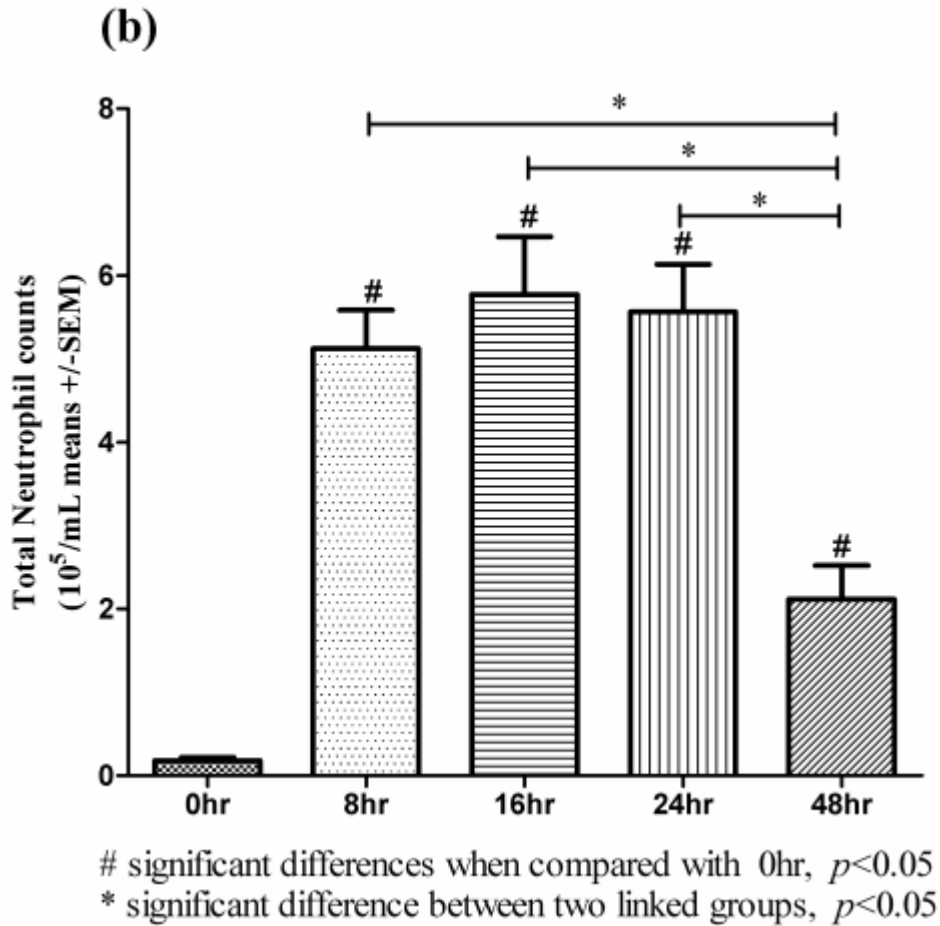 (b)
8
6
4
2
0
Total Neutrophil counts
(10⁵/mL means +/-SEM)
*
*
*
#
#
#
#
0hr 8hr 16hr 24hr 48hr
# significant differences when compared with 0hr, p<0.05
* significant difference between two linked groups, p<0.05